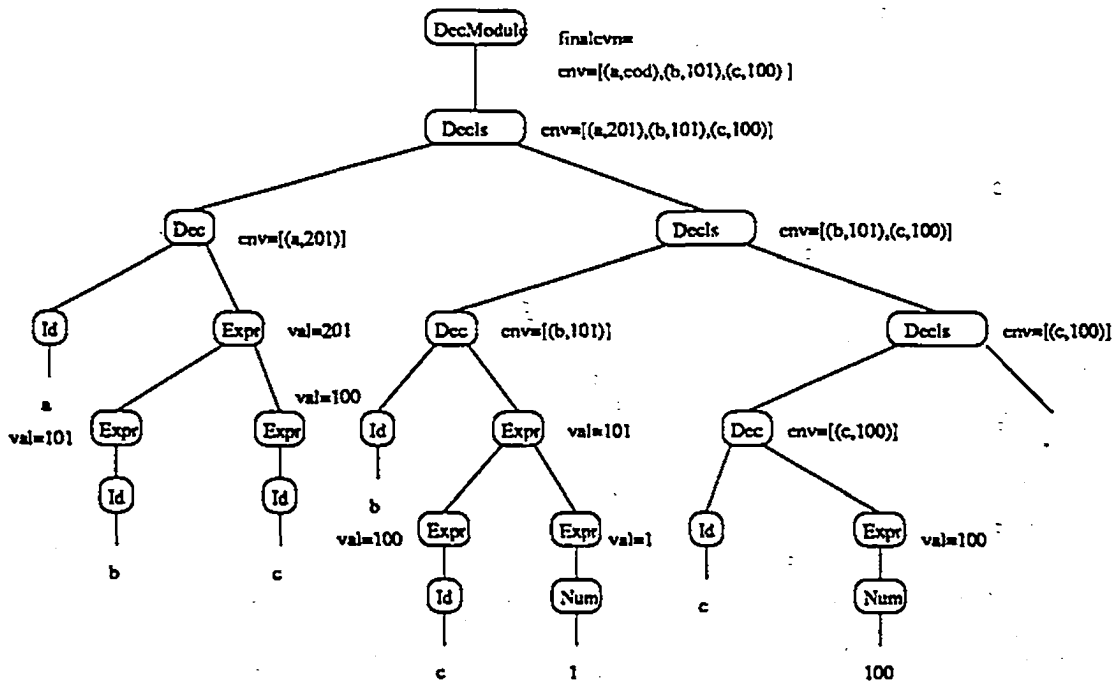 DecModule
finalevn=
env=[(a,eod),(b,101),(c,100) ]
Decls env=[(a,201),(b,101),(c,100)]
Dec env=[(a,201)]
Decls env=[(b,101),(c,100)]
Id
Expr val=201
Dec env=[(b,101)]
Decls env=[(c,100)]
a
val=101 Expr
val=100
Expr
Id
Expr val=101
Dec env=[(c,100)]
Id
Id
b
val=100 Expr
Expr val=1
Id
Expr val=100
b
c
Id
Num
c
Num
c
1
100